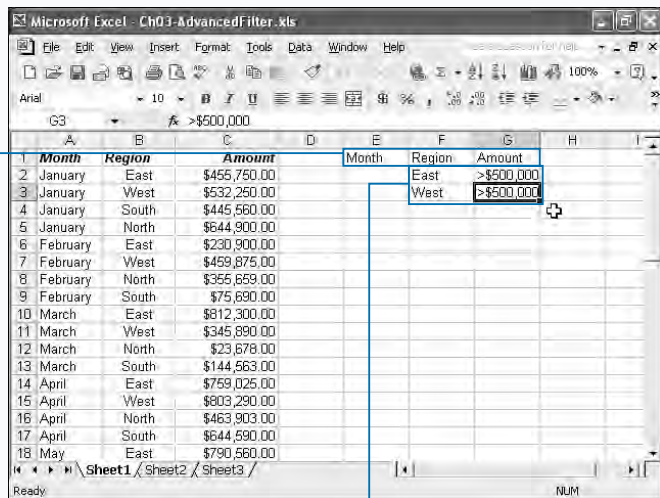 Microsoft Excel - Ch03-AdvancedFilter.xls
File Edit View Insert Format Tools Data Window Help
100%
Arial 10 B I U
G3 fx >$500,000
A B C D E F G H I
1 Month Region Amount Month Region Amount
2 January East $455,750.00 East >$500,000
3 January West $532,250.00 West >$500,000
4 January South $445,560.00
5 January North $644,900.00
6 February East $230,900.00
7 February West $459,875.00
8 February North $355,659.00
9 February South $75,690.00
10 March East $812,300.00
11 March West $345,890.00
12 March North $23,678.00
13 March South $144,563.00
14 April East $759,025.00
15 April West $803,290.00
16 April North $463,903.00
17 April South $644,590.00
18 May East $790,560.00
Sheet1 / Sheet2 / Sheet3 /
Ready NUM